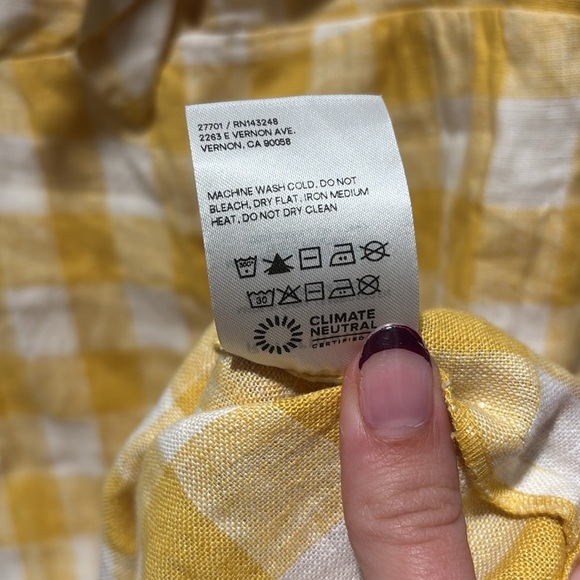 27701 / RN143248
2263 E VERNON AVE.
VERNON, CA 90058
MACHINE WASH COLD, DO NOT
BLEACH, DRY FLAT, IRON MEDIUM
HEAT, DO NOT DRY CLEAN
30
CLIMATE
NEUTRAL
CERTIFIED